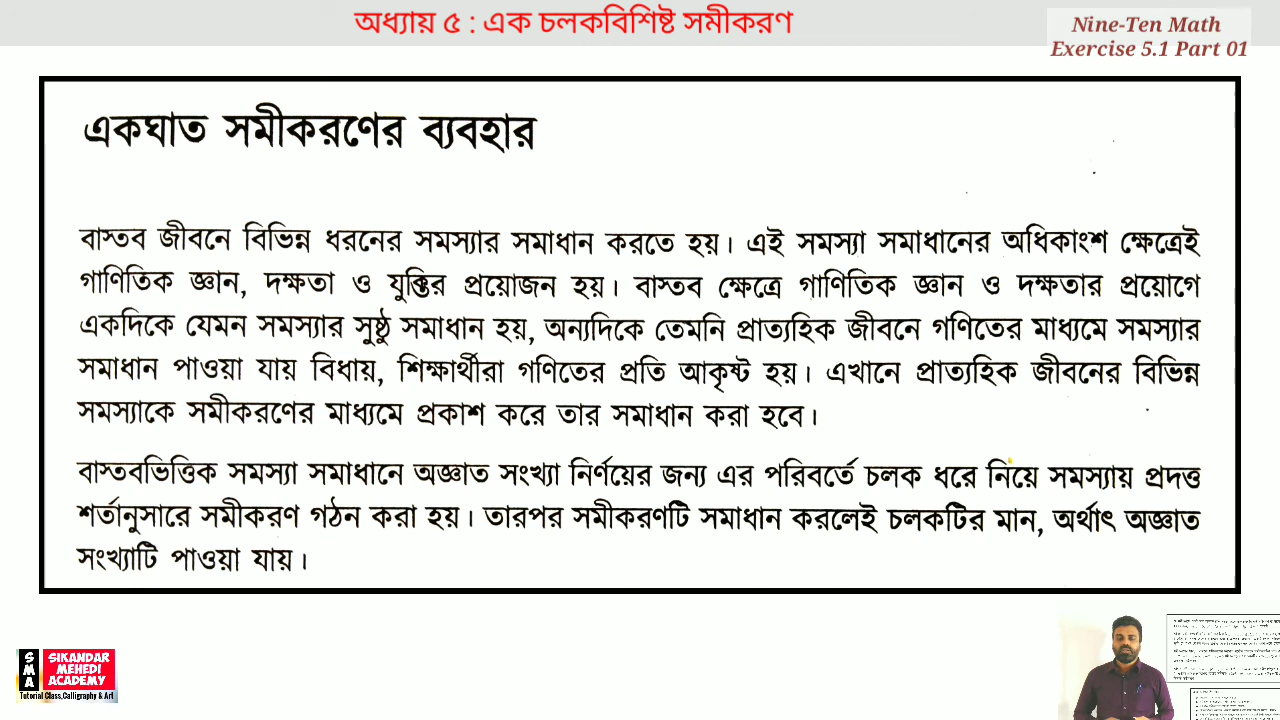 অধ্যায় ৫ : এক চলকবিশিষ্ট সমীকরণ
Nine-Ten Math
Exercise 5.1 Part 01
একঘাত সমীকরণের ব্যবহার
বাস্তব জীবনে বিভিন্ন ধরনের সমস্যার সমাধান করতে হয়। এই সমস্যা সমাধানের অধিকাংশ ক্ষেত্রেই
গাণিতিক জ্ঞান, দক্ষতা ও যুক্তির প্রয়োজন হয়। বাস্তব ক্ষেত্রে গাণিতিক জ্ঞান ও দক্ষতার প্রয়োগে
একদিকে যেমন সমস্যার সুষ্ঠু সমাধান হয়, অন্যদিকে তেমনি প্রাত্যহিক জীবনে গণিতের মাধ্যমে সমস্যার
সমাধান পাওয়া যায় বিধায়, শিক্ষার্থীরা গণিতের প্রতি আকৃষ্ট হয়। এখানে প্রাত্যহিক জীবনের বিভিন্ন
সমস্যাকে সমীকরণের মাধ্যমে প্রকাশ করে তার সমাধান করা হবে।
বাস্তবভিত্তিক সমস্যা সমাধানে অজ্ঞাত সংখ্যা নির্ণয়ের জন্য এর পরিবর্তে চলক ধরে নিয়ে সমস্যায় প্রদত্ত
শর্তানুসারে সমীকরণ গঠন করা হয়। তারপর সমীকরণটি সমাধান করলেই চলকটির মান, অর্থাৎ অজ্ঞাত
সংখ্যাটি পাওয়া যায়।
SMA
SIKANDAR
MEHEDI
ACADEMY
Tutorial Class,Calligraphy & Art